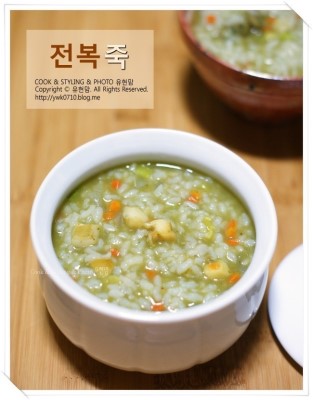 전복죽
COOK & STYLING & PHOTO 유현맘
Copyright © 유현맘. All Rights Reserved.
http://ywk0710.blog.me